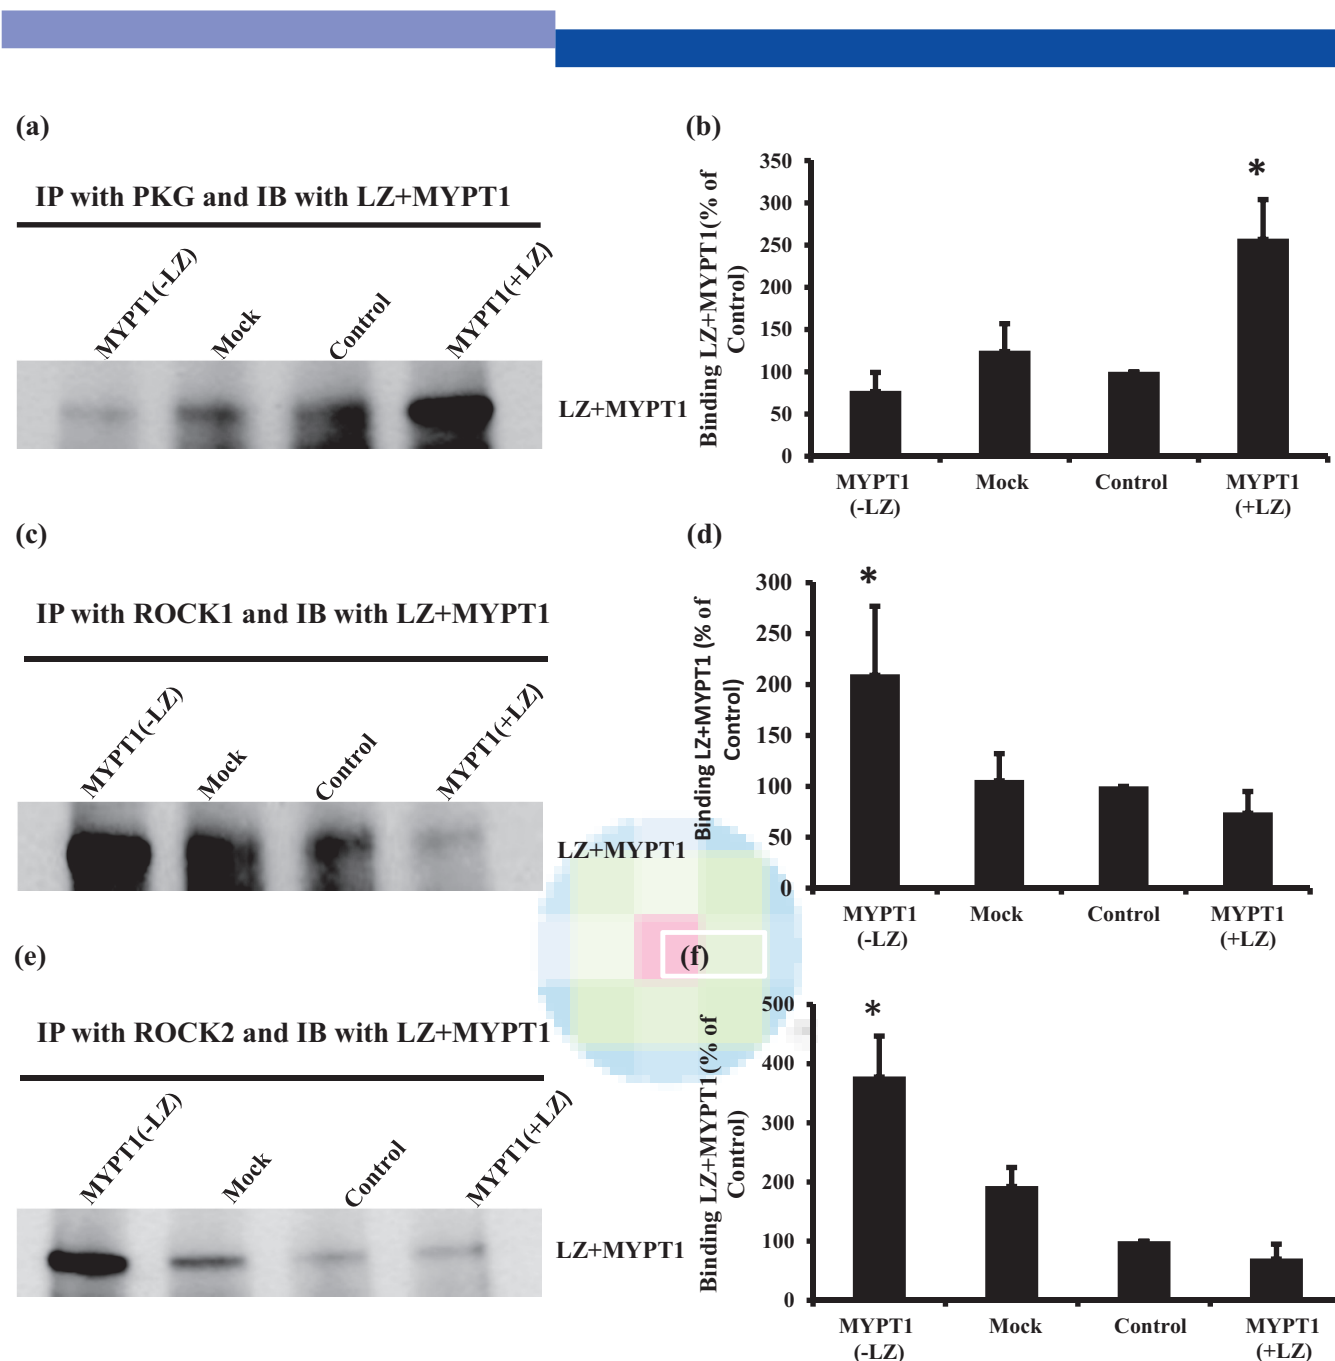 (a)
IP with PKG and IB with LZ+MYPT1
MYPT1(-LZ)
Mock
Control
MYPT1(+LZ)
LZ+MYPT1
(b)
Binding LZ+MYPT1(% of
Control)
350
300
250
200
150
100
50
0
*
MYPT1
(-LZ)
Mock
Control
MYPT1
(+LZ)
(c)
IP with ROCK1 and IB with LZ+MYPT1
MYPT1(-LZ)
Mock
Control
MYPT1(+LZ)
LZ+MYPT1
(d)
Binding LZ+MYPT1 (% of
Control)
300
250
200
150
100
50
0
*
MYPT1
(-LZ)
Mock
Control
MYPT1
(+LZ)
(e)
IP with ROCK2 and IB with LZ+MYPT1
MYPT1(-LZ)
Mock
Control
MYPT1(+LZ)
LZ+MYPT1
(f)
Binding LZ+MYPT1(% of
Control)
500
400
300
200
100
0
*
MYPT1
(-LZ)
Mock
Control
MYPT1
(+LZ)